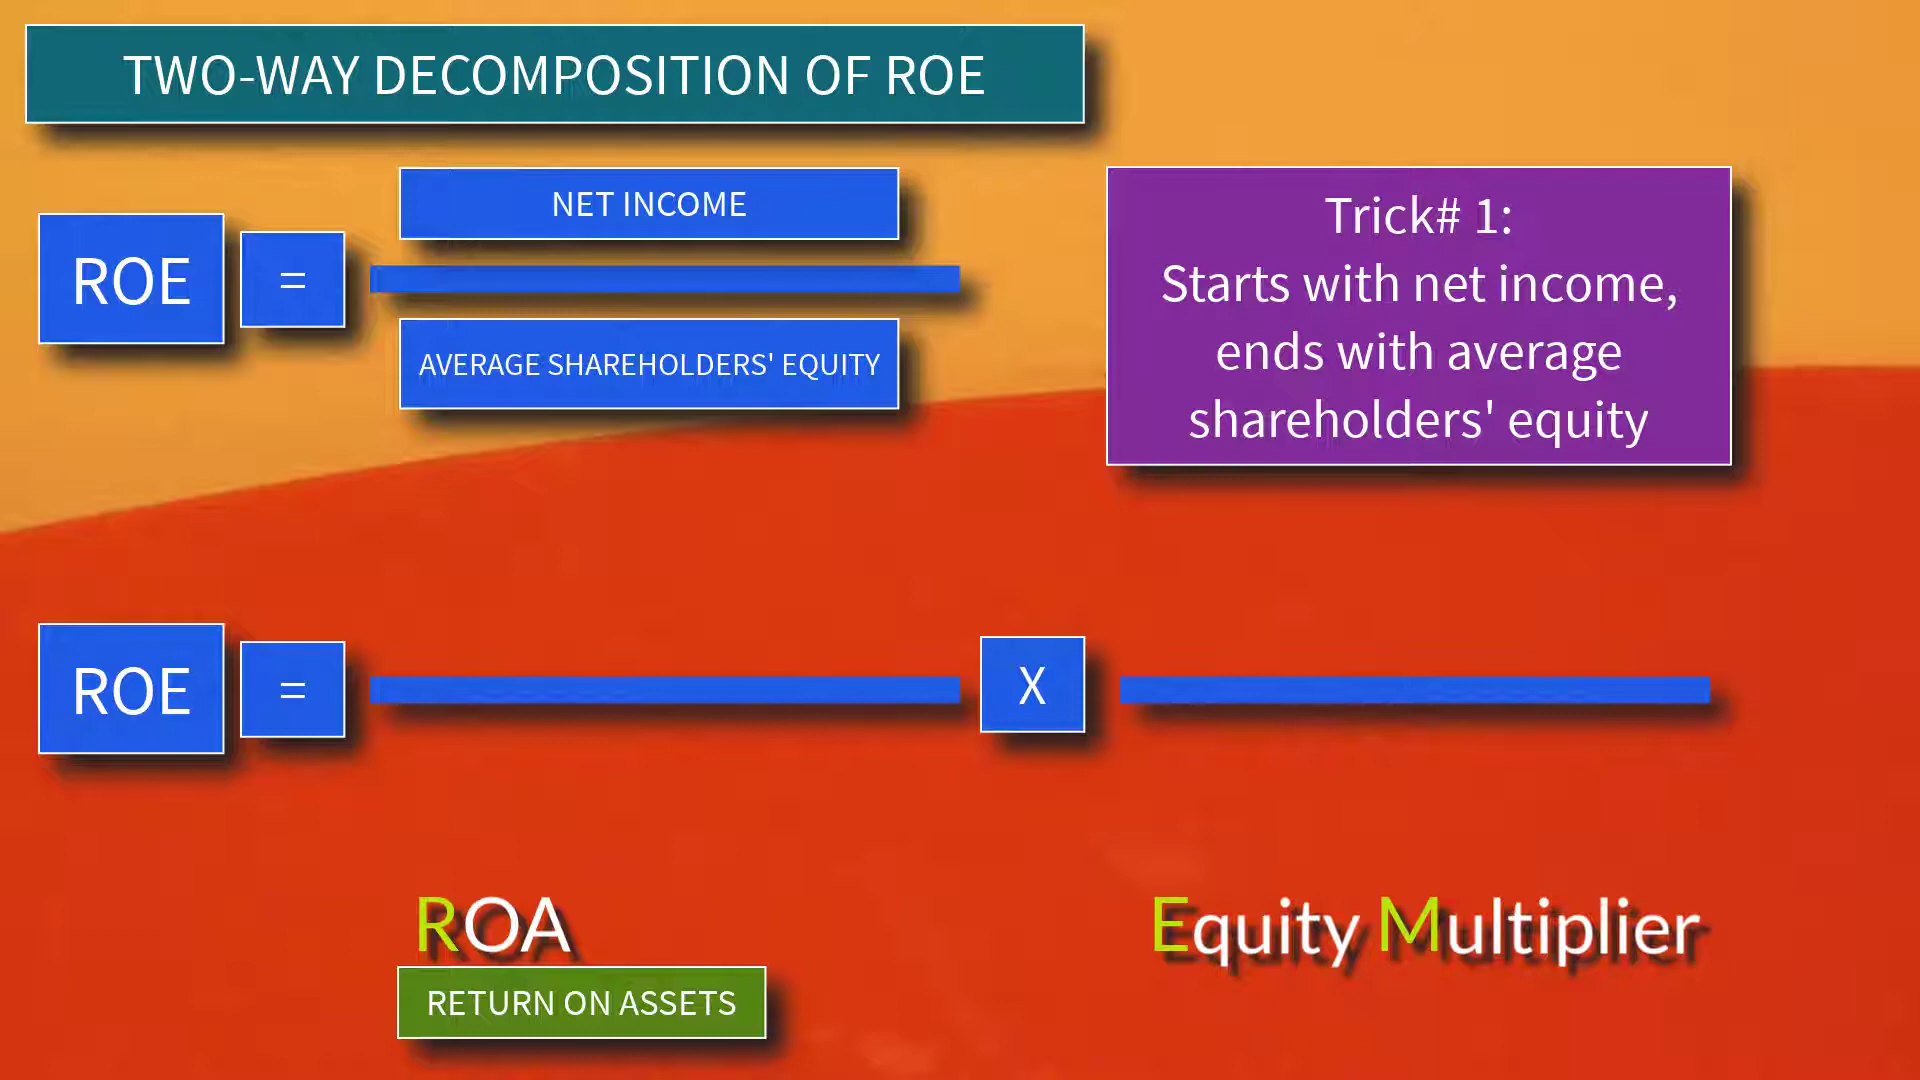 TWO-WAY DECOMPOSITION OF ROE
ROE
=
NET INCOME
AVERAGE SHAREHOLDERS' EQUITY
Trick# 1:
Starts with net income,
ends with average
shareholders' equity
ROE
=
X
ROA
RETURN ON ASSETS
Equity Multiplier